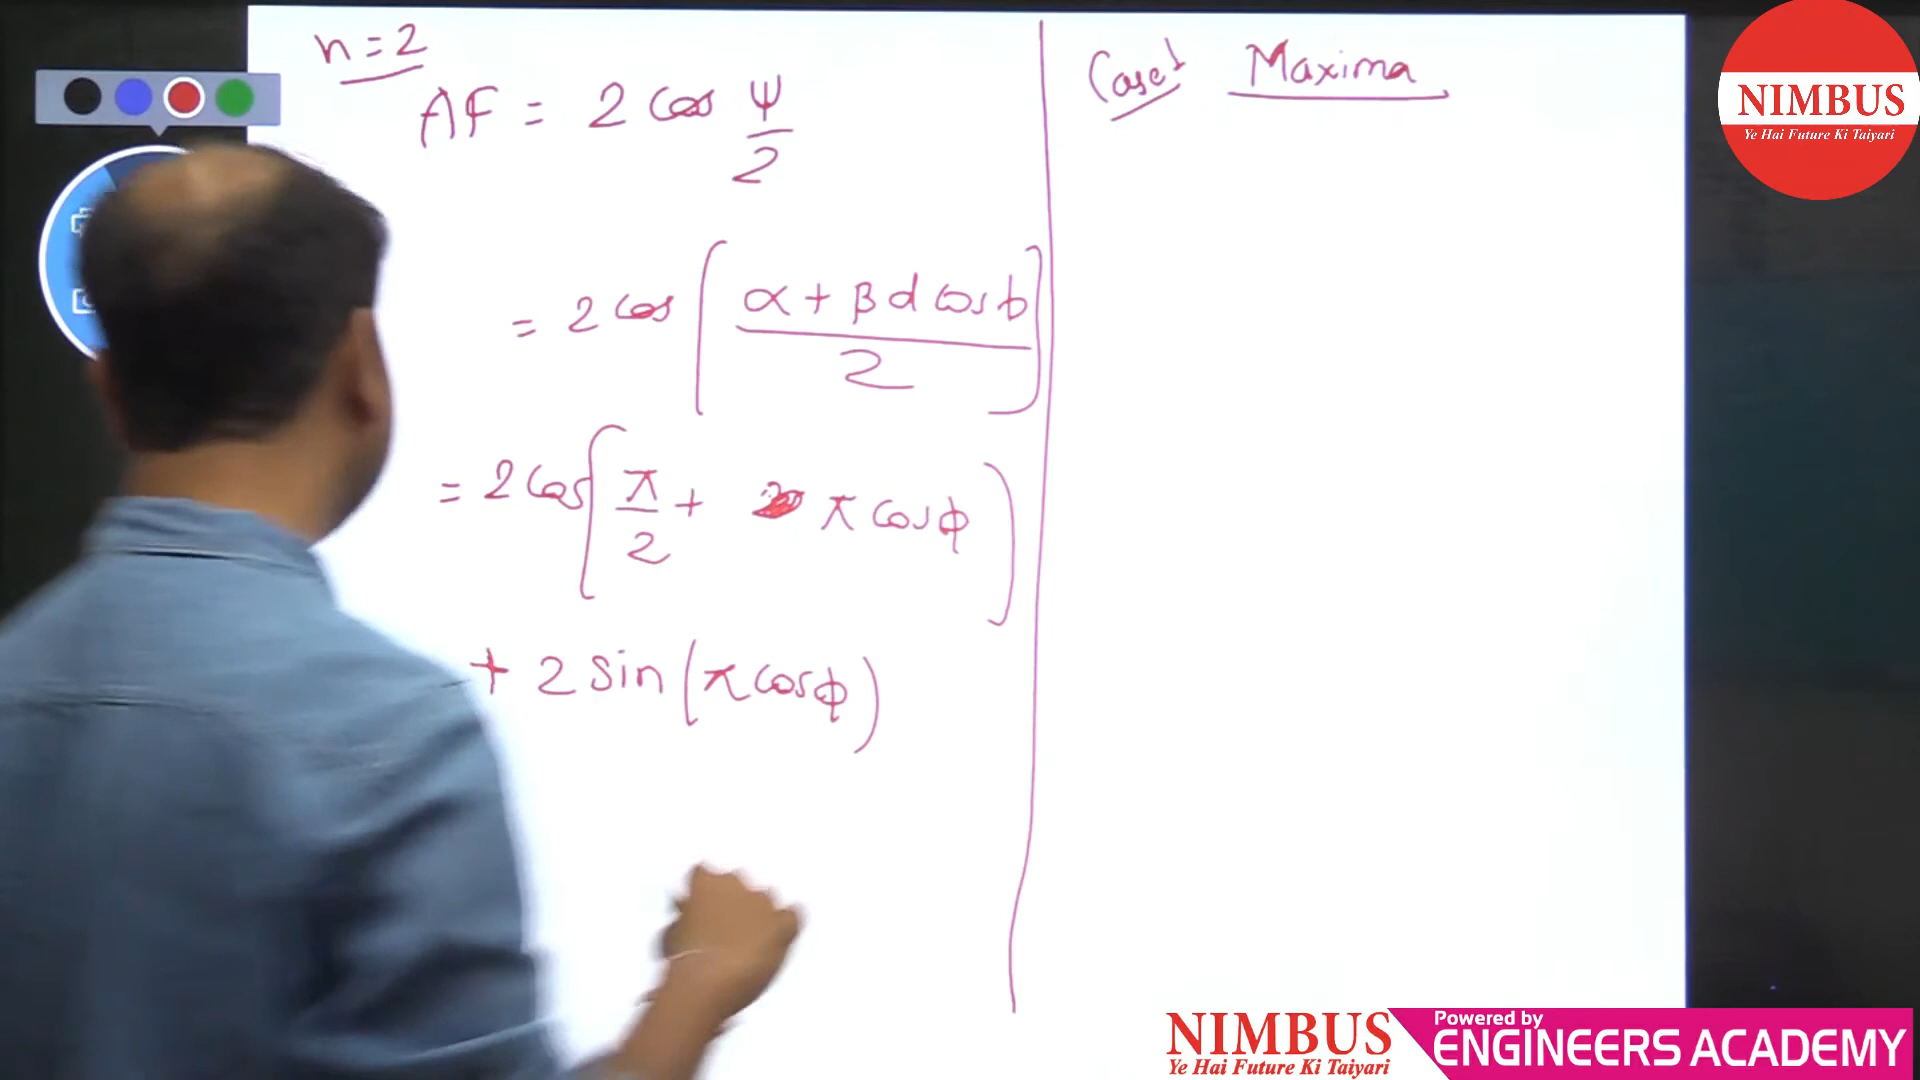 n = 2
AF = 2 cos ψ/2
= 2 cos [ (α + β d cos ϕ) / 2 ]
= 2 cos [ π/2 + π cos ϕ ]
+ 2 sin (π cos ϕ)
Case 1 Maxima
NIMBUS
Ye Hai Future Ki Taiyari
NIMBUS
Ye Hai Future Ki Taiyari
Powered by
ENGINEERS ACADEMY